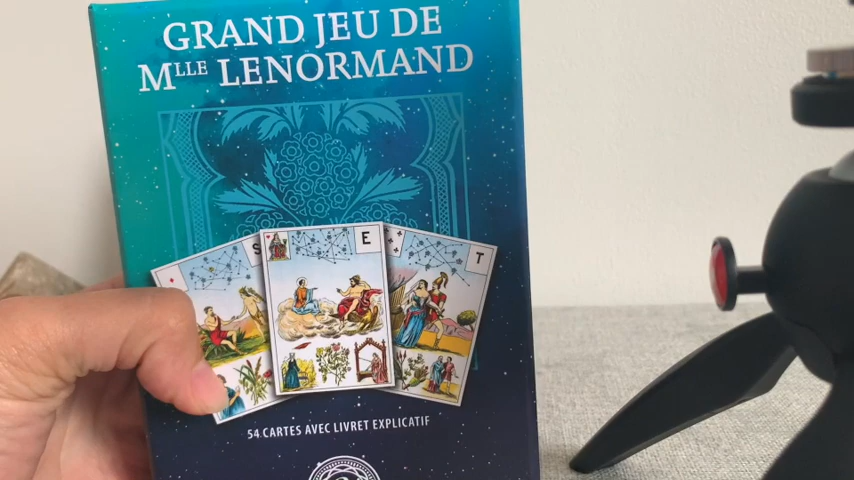 GRAND JEU DE
MLLE LENORMAND
S
E
T
54 CARTES AVEC LIVRET EXPLICATIF